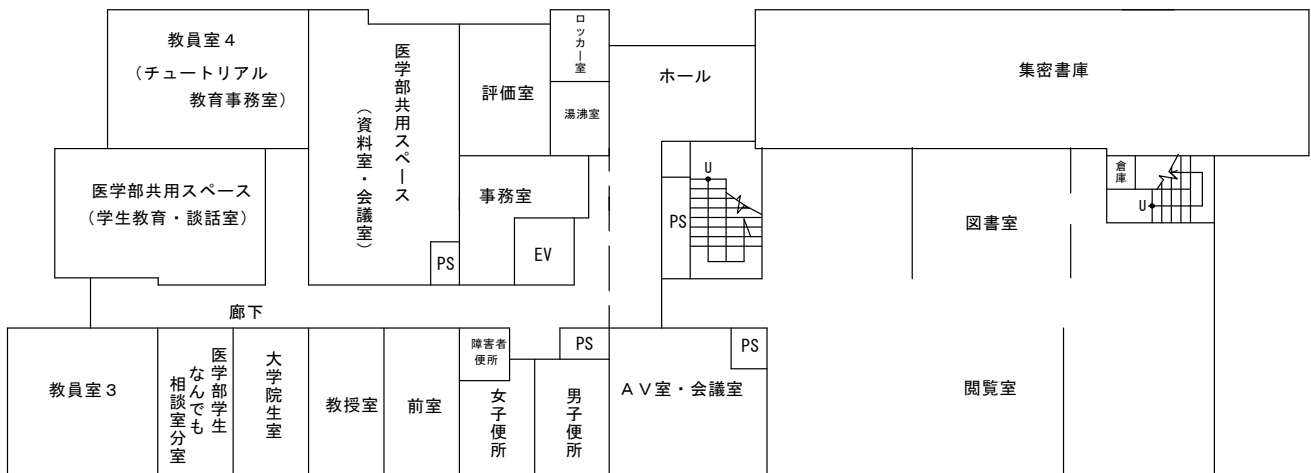 教員室４
（チュートリアル
教育事務室）
医学部共用スペース
（資料室・会議室）
評価室
ロッカー室
湯沸室
ホール
集密書庫
医学部共用スペース
（学生教育・談話室）
事務室
EV
PS
PS
U
図書室
倉庫
U
廊下
教員室３
医学部学生
なんでも
相談室分室
大学院生室
教授室
前室
障害者
便所
女子便所
PS
男子便所
ＡＶ室・会議室
PS
閲覧室